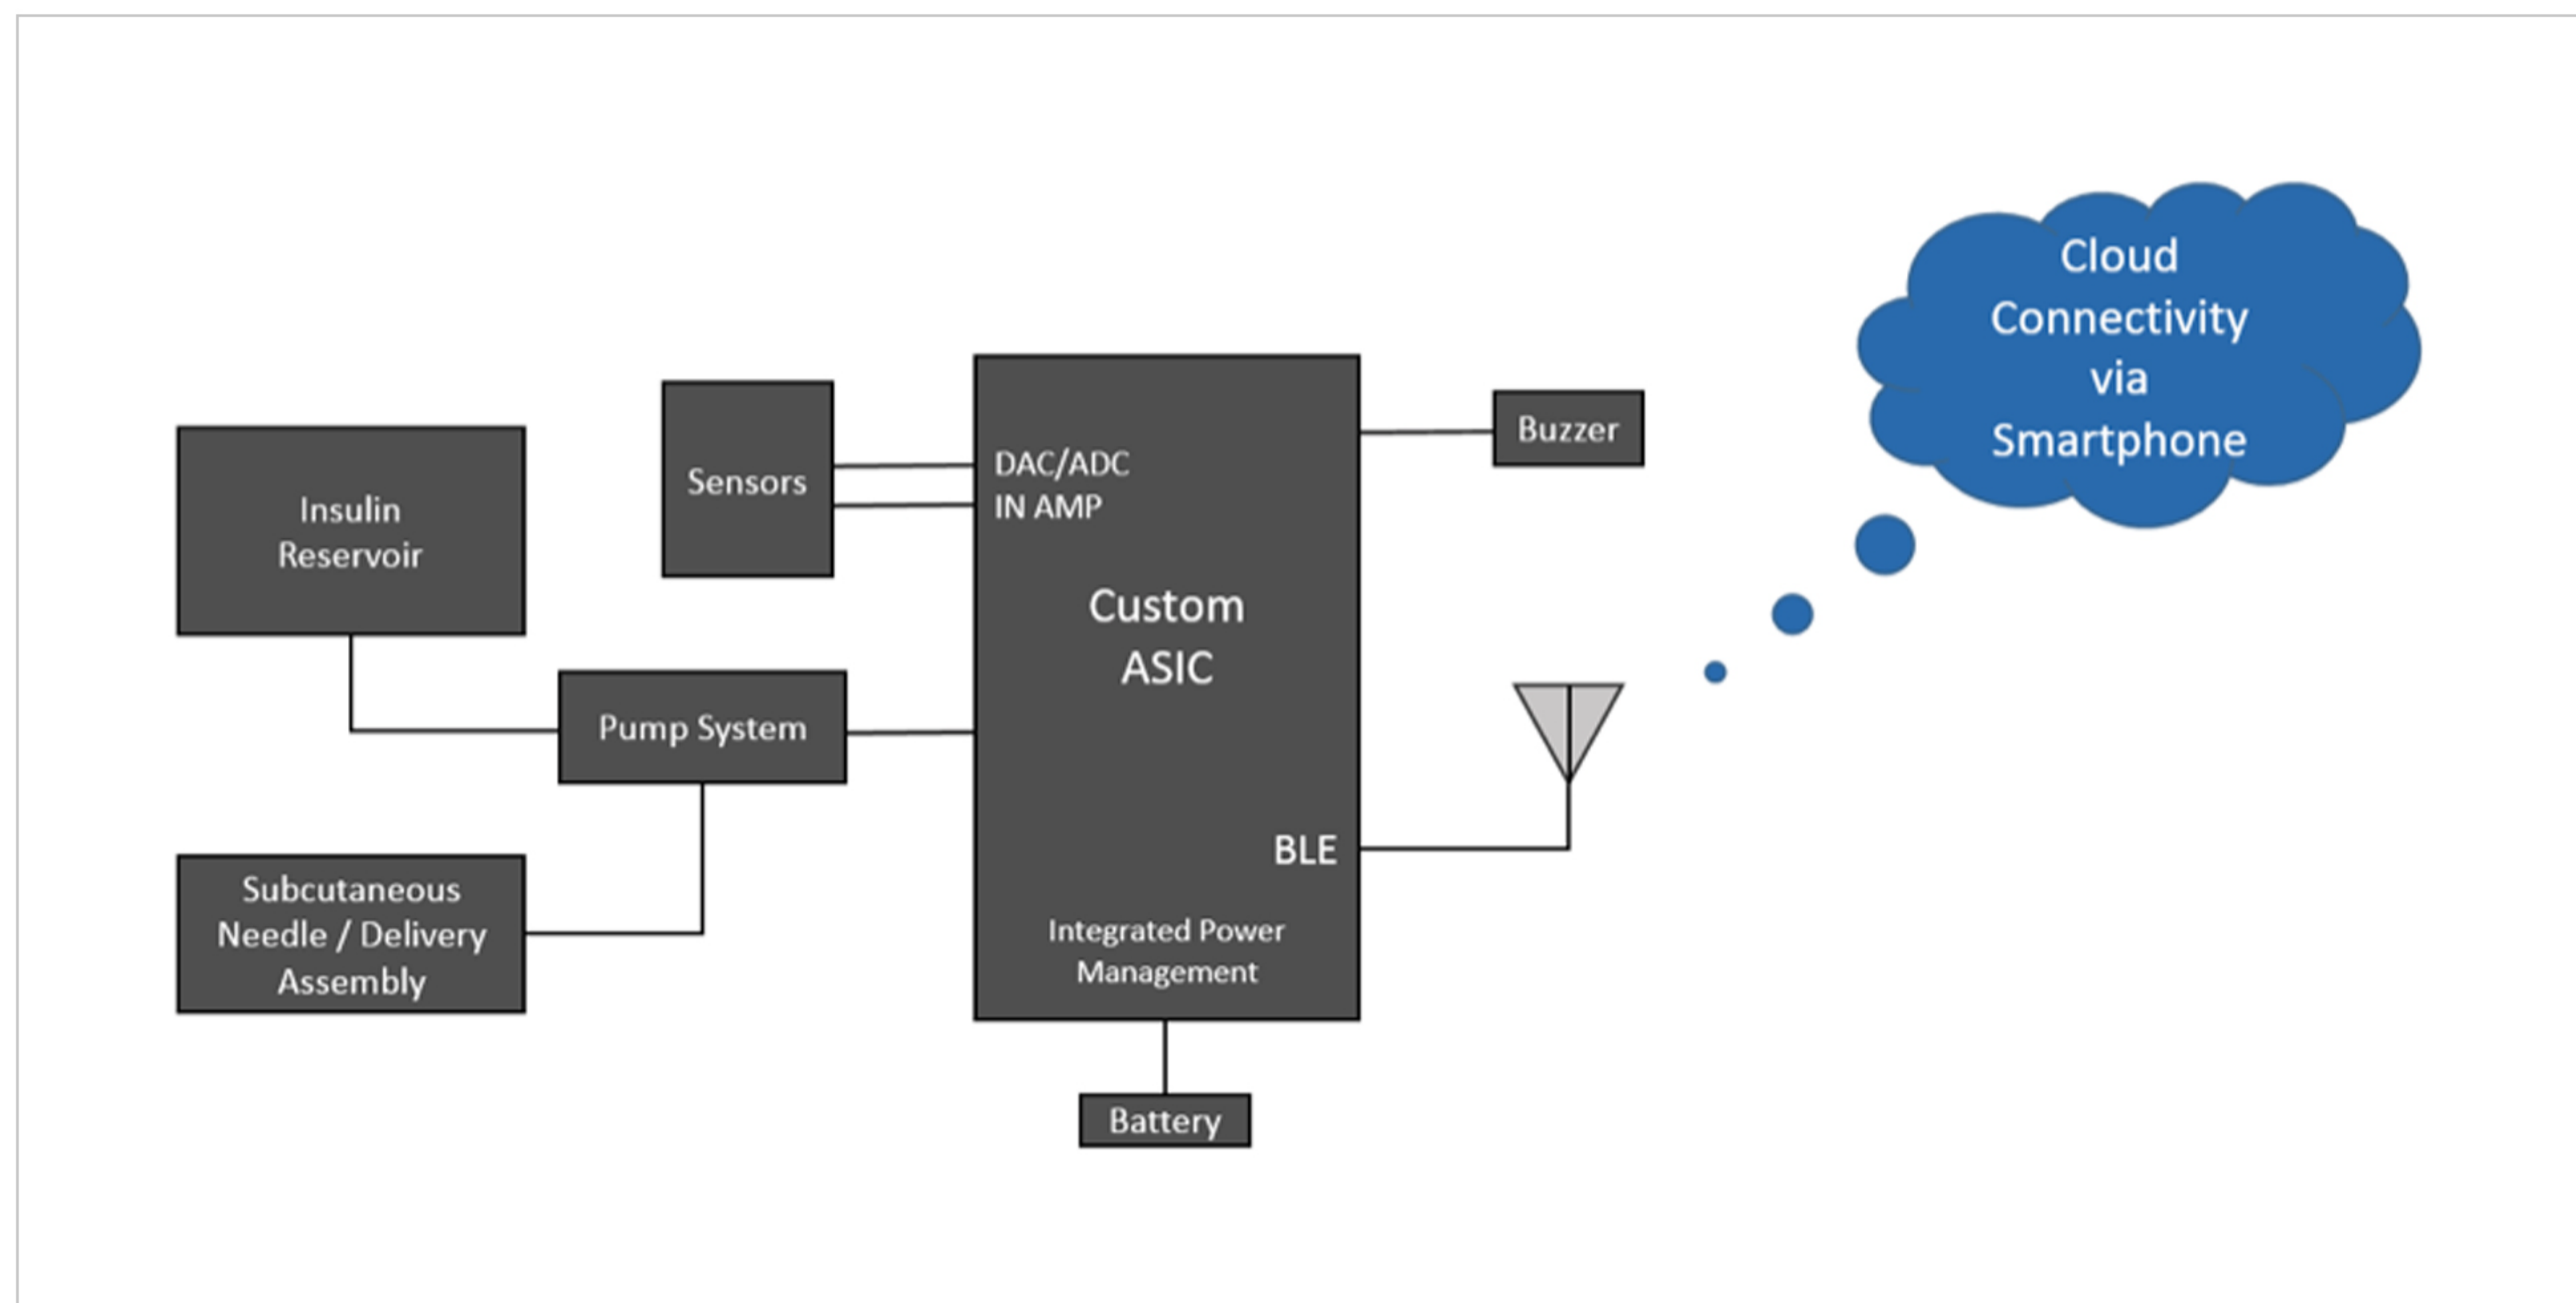 Insulin
Reservoir
Sensors
Pump System
Subcutaneous
Needle / Delivery
Assembly
DAC/ADC
IN AMP
Custom
ASIC
BLE
Integrated Power
Management
Battery
Buzzer
Cloud
Connectivity
via
Smartphone